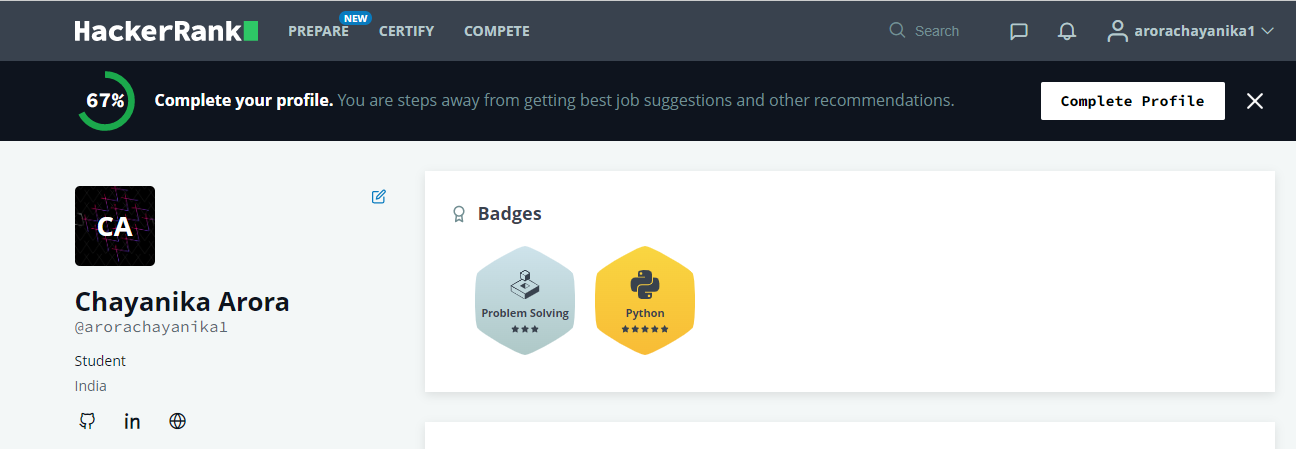 HackerRank PREPARE NEW CERTIFY COMPETE Search arorachayanika1
67% Complete your profile. You are steps away from getting best job suggestions and other recommendations. Complete Profile
CA
Chayanika Arora
@arorachayanika1
Student
India
in
Badges
Problem Solving
Python